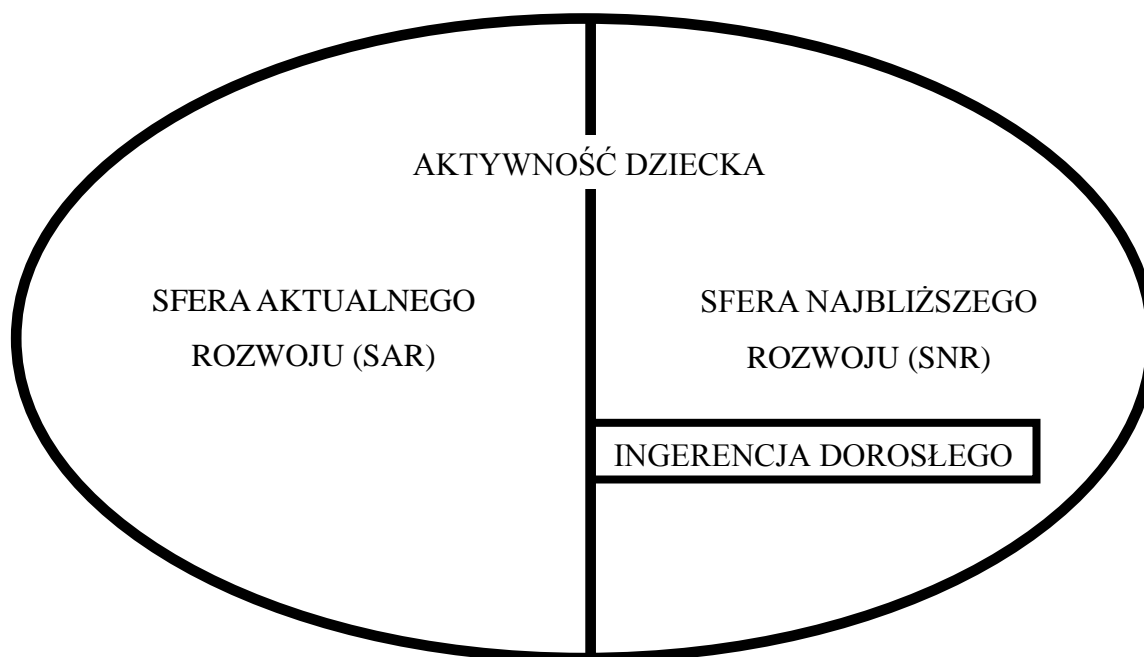 AKTYWNOŚĆ DZIECKA
SFERA AKTUALNEGO
ROZWOJU (SAR)
SFERA NAJBLIŻSZEGO
ROZWOJU (SNR)
INGERENCJA DOROSŁEGO